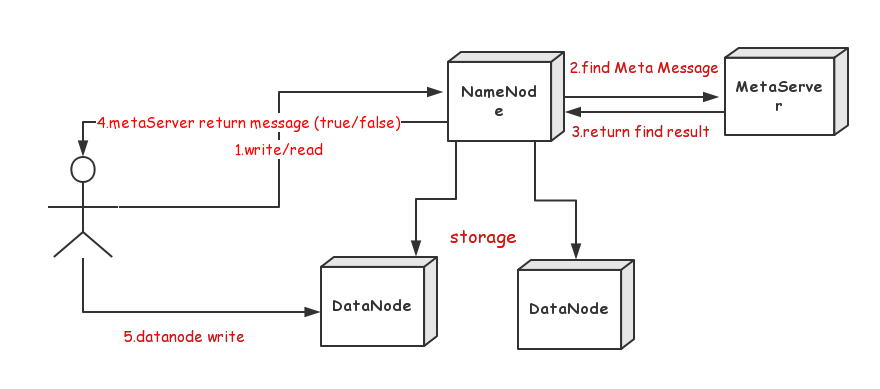 2.find Meta Message
NameNod
e
MetaServe
r
4.metaServer return message (true/false)
3.return find result
1.write/read
storage
DataNode
DataNode
5.datanode write